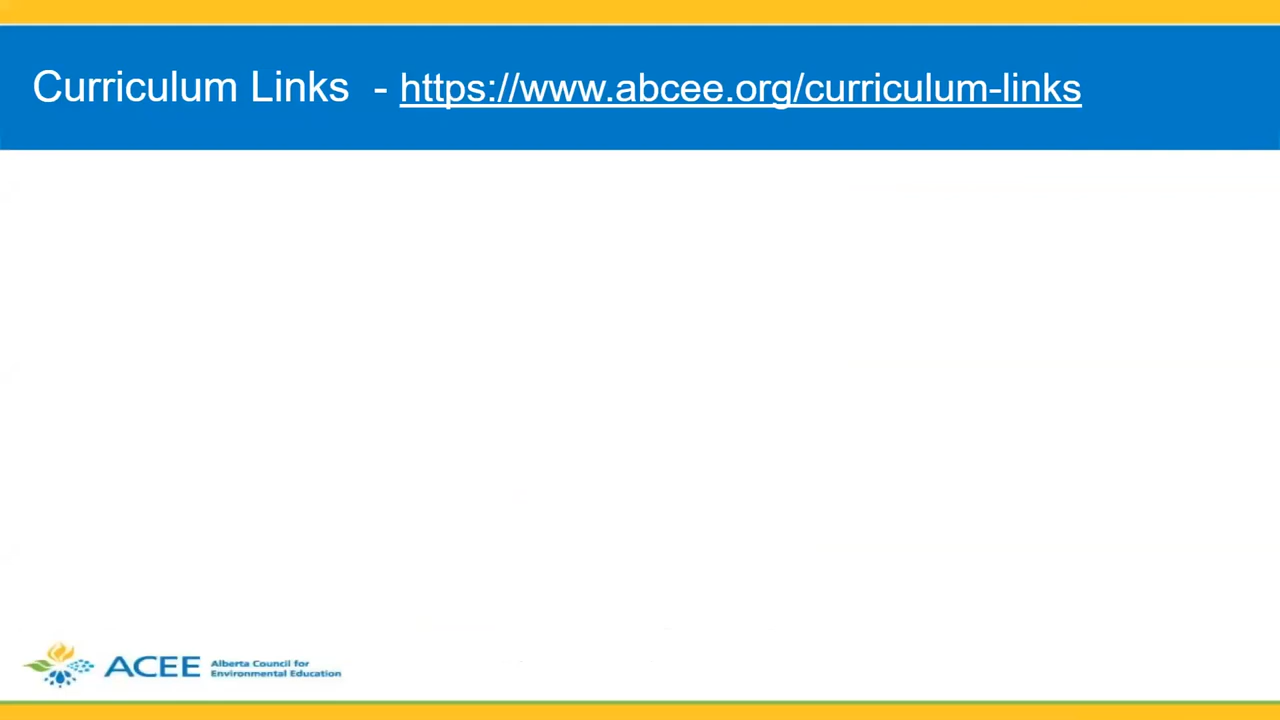 Curriculum Links - https://www.abcee.org/curriculum-links
ACEE
Alberta Council for
Environmental Education